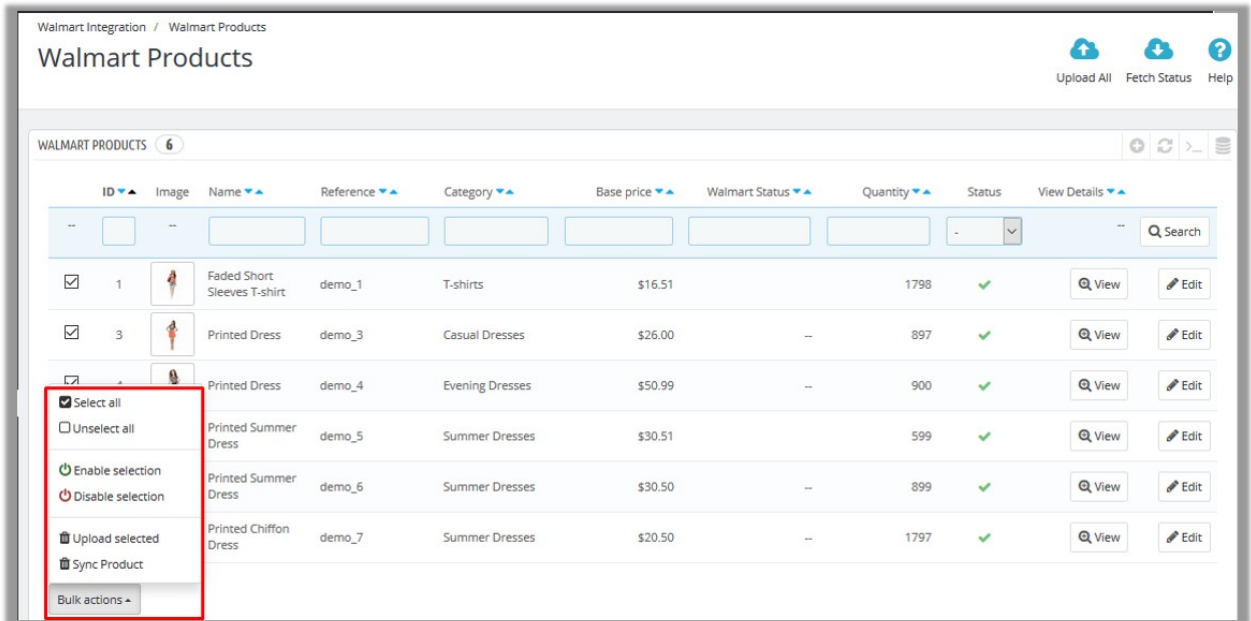 Walmart Integration / Walmart Products
Walmart Products
Upload All Fetch Status Help
WALMART PRODUCTS 6
ID Image Name Reference Category Base price Walmart Status Quantity Status View Details
-- -- - -- Search
1 Faded Short Sleeves T-shirt demo_1 T-shirts $16.51 1798 View Edit
3 Printed Dress demo_3 Casual Dresses $26.00 -- 897 View Edit
Printed Dress demo_4 Evening Dresses $50.99 -- 900 View Edit
Select all
Unselect all
Printed Summer Dress demo_5 Summer Dresses $30.51 599 View Edit
Enable selection
Disable selection
Printed Summer Dress demo_6 Summer Dresses $30.50 -- 899 View Edit
Upload selected
Sync Product
Printed Chiffon Dress demo_7 Summer Dresses $20.50 -- 1797 View Edit
Bulk actions